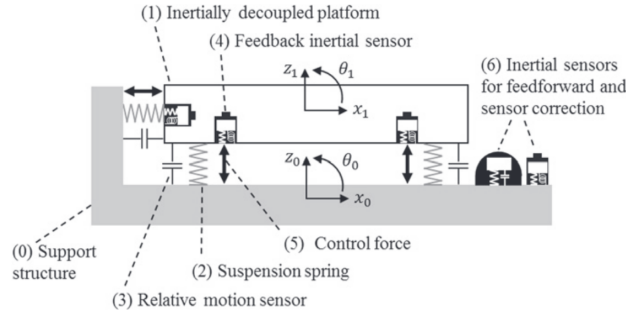 (1) Inertially decoupled platform
(4) Feedback inertial sensor
(6) Inertial sensors
for feedforward and
sensor correction
z₁ θ₁
x₁
z₀ θ₀
x₀
(0) Support
structure
(5) Control force
(2) Suspension spring
(3) Relative motion sensor